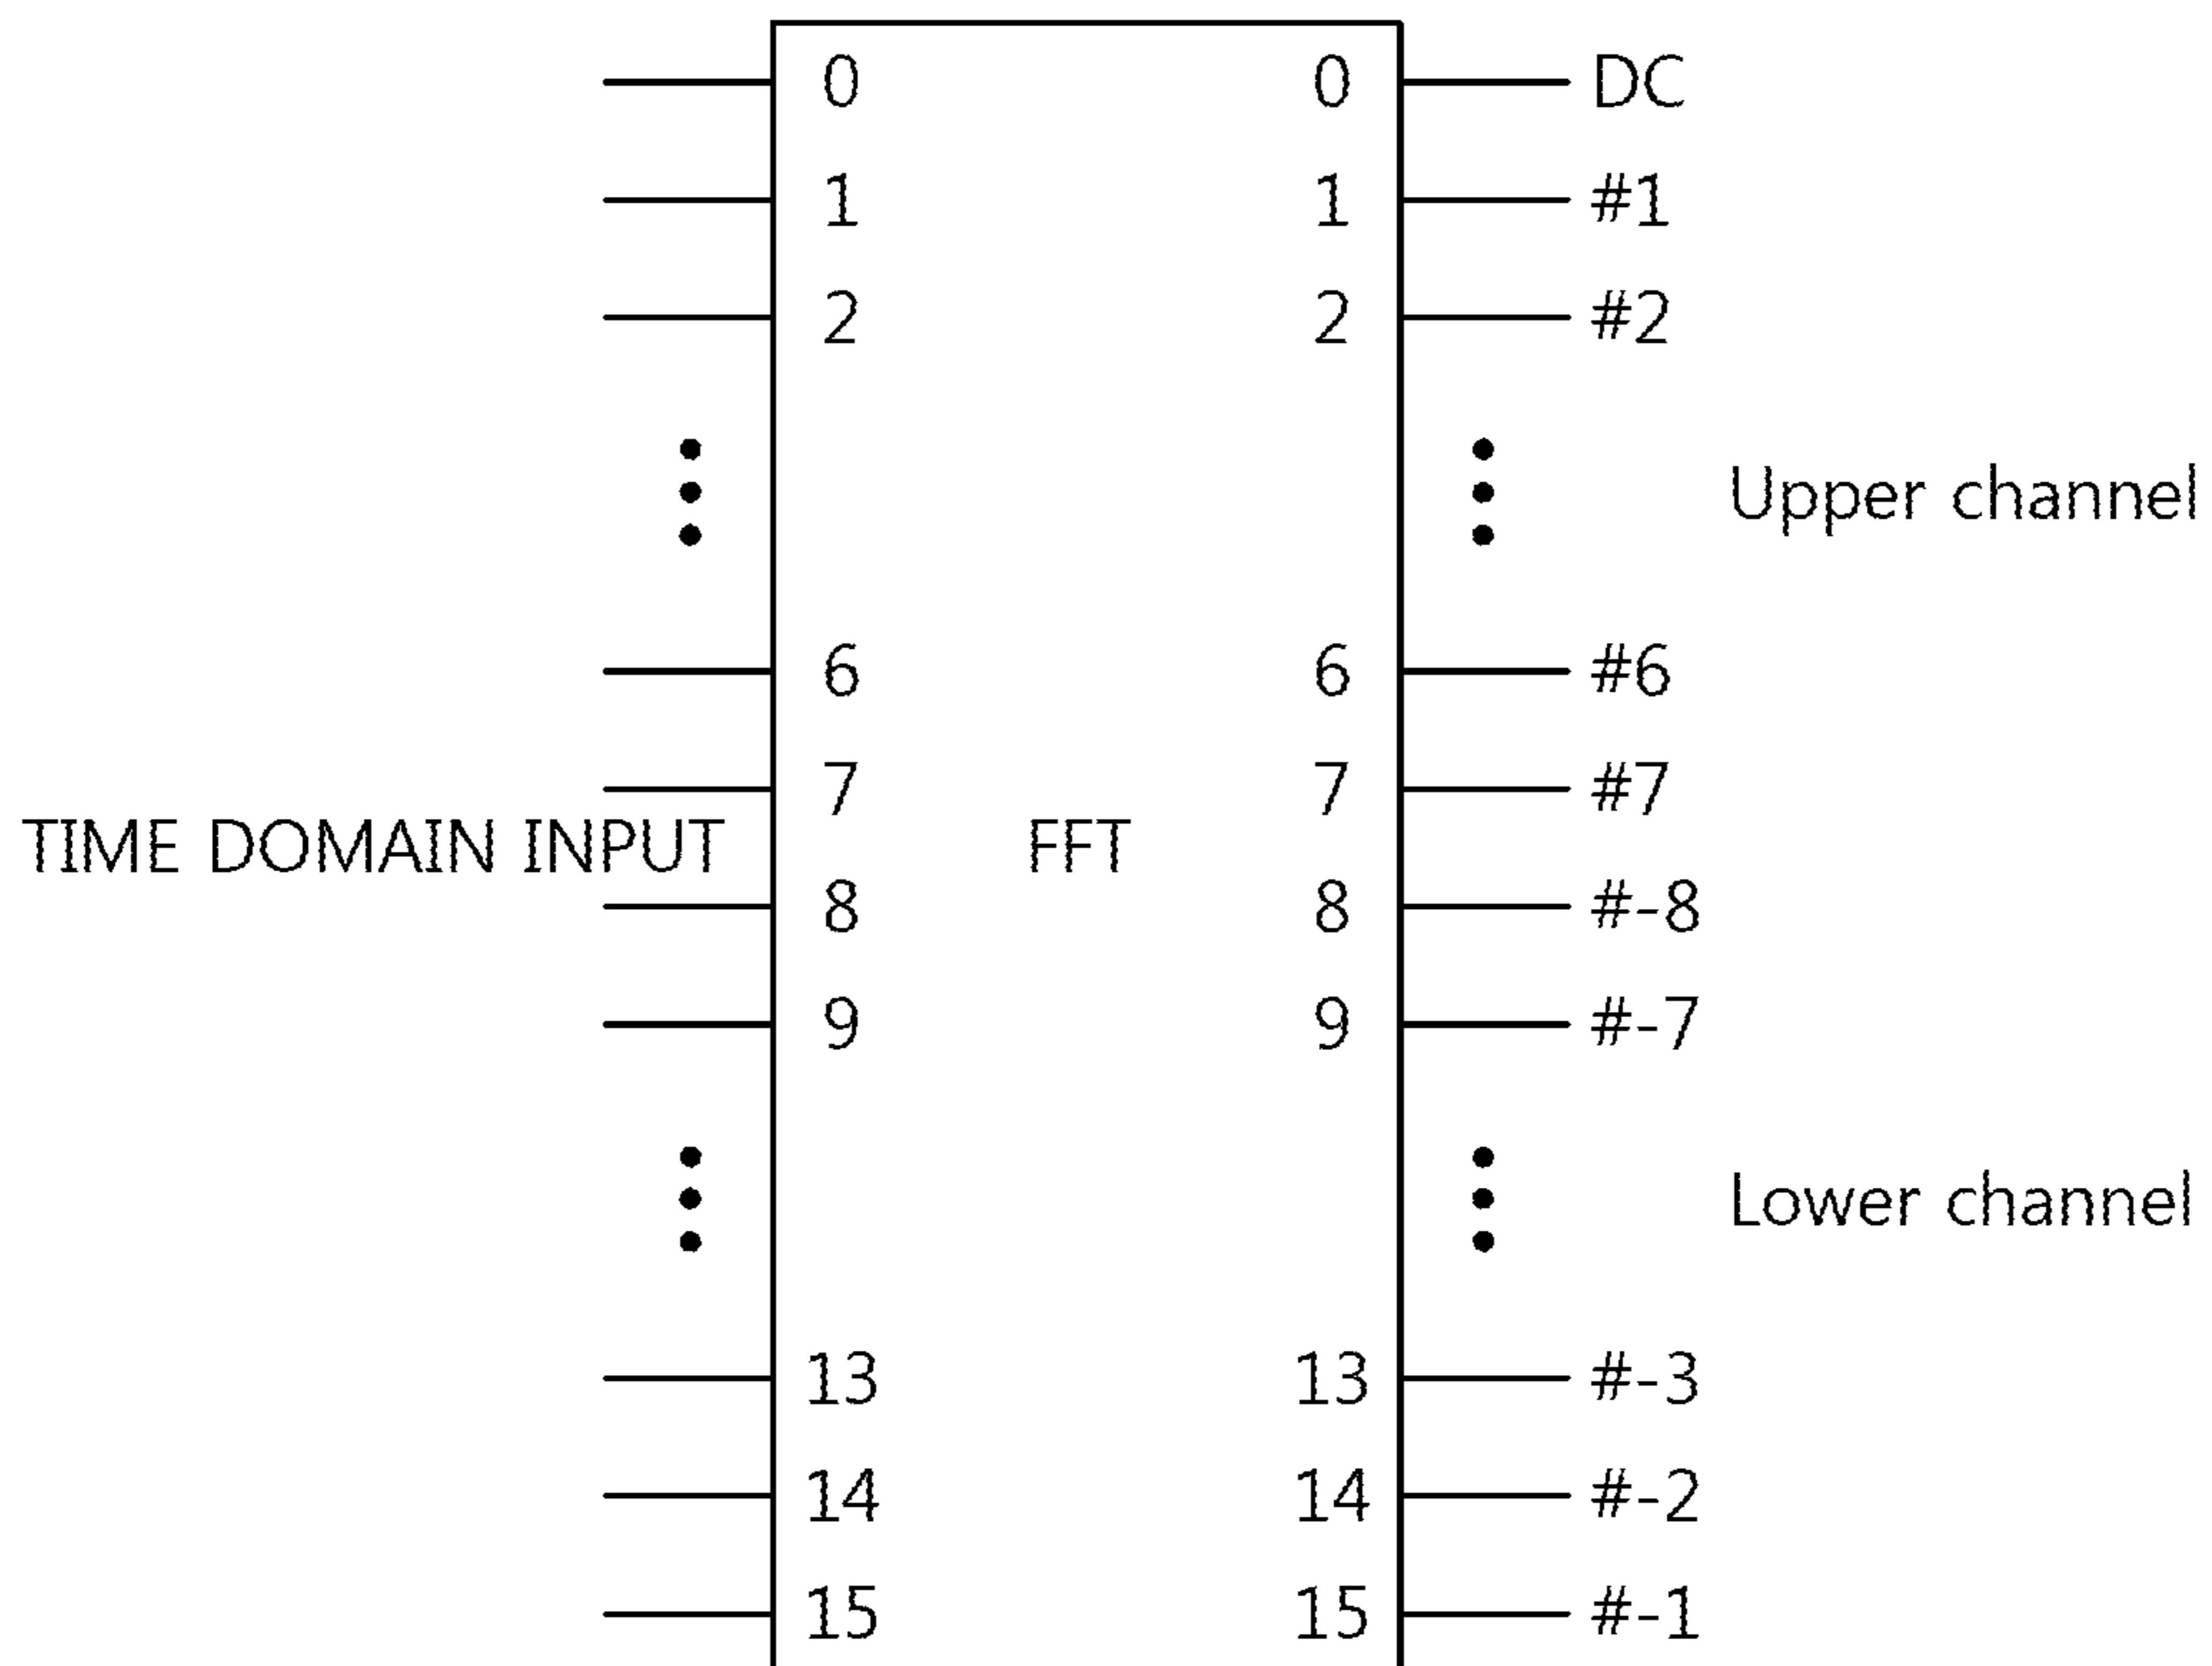 0 0 DC
1 1 #1
2 2 #2
Upper channel
6 6 #6
7 7 #7
TIME DOMAIN INPUT FFT
8 8 #-8
9 9 #-7
Lower channel
13 13 #-3
14 14 #-2
15 15 #-1